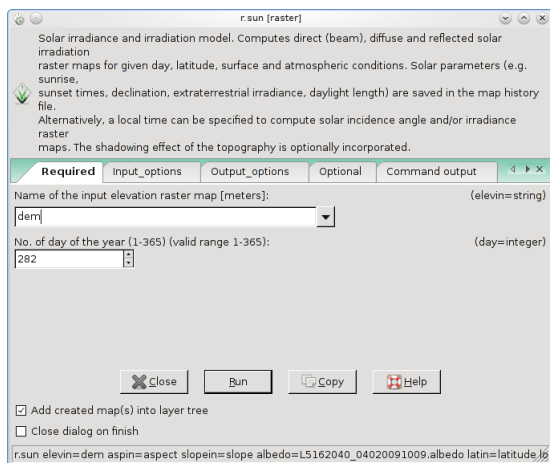 r.sun [raster]
Solar irradiance and irradiation model. Computes direct (beam), diffuse and reflected solar
irradiation
raster maps for given day, latitude, surface and atmospheric conditions. Solar parameters (e.g.
sunrise,
sunset times, declination, extraterrestrial irradiance, daylight length) are saved in the map history
file.
Alternatively, a local time can be specified to compute solar incidence angle and/or irradiance
raster
maps. The shadowing effect of the topography is optionally incorporated.
Required Input_options Output_options Optional Command output
Name of the input elevation raster map [meters]: (elevin=string)
dem
No. of day of the year (1-365) (valid range 1-365): (day=integer)
282
Close Run Copy Help
Add created map(s) into layer tree
Close dialog on finish
r.sun elevin=dem aspin=aspect slopein=slope albedo=L5162040_04020091009.albedo latin=latitude lo